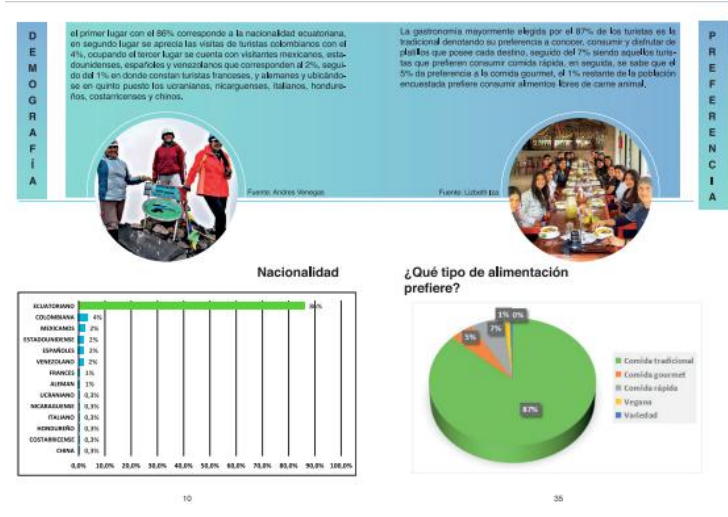 DEMOGRAFÍA
el primer lugar con el 86% corresponde a la nacionalidad ecuatoriana,
en segundo lugar se aprecia las visitas de turistas colombianos con el
4%, ocupando el tercer lugar se cuenta con visitantes mexicanos, esta-
dounidenses, españoles y venezolanos que corresponden al 2%, segui-
do del 1% en donde constan turistas franceses, y alemanes y ubicándo-
se en quinto puesto los ucranianos, nicarguenses, italianos, hondure-
ños, costarricenses y chinos.
Fuente: Andres Venegas
Nacionalidad
ECUATORIANO 86%
COLOMBIANA 4%
MEXICANOS 2%
ESTADOUNIDENSE 2%
ESPAÑOLES 2%
VENEZOLANO 2%
FRANCES 1%
ALEMAN 1%
UCRANIANO 0,3%
NICARAGUENSE 0,3%
ITALIANO 0,3%
HONDUREÑO 0,3%
COSTARRICENSE 0,3%
CHINA 0,3%
0,0% 10,0% 20,0% 30,0% 40,0% 50,0% 60,0% 70,0% 80,0% 90,0% 100,0%
10
PREFERENCIA
La gastronomía mayormente elegida por el 87% de los turistas es la
tradicional denotando su preferencia a conocer, consumir y disfrutar de
platillos que posee cada destino, seguido del 7% siendo aquellos turis-
tas que prefieren consumir comida rápida, en seguida, se sabe que el
5% da preferencia a la comida gourmet, el 1% restante de la población
encuestada prefiere consumir alimentos libres de carne animal.
Fuente: Lizbeth Iza
¿Qué tipo de alimentación
prefiere?
1% 0%
7%
5%
87%
Comida tradicional
Comida gourmet
Comida rápida
Vegana
Variedad
35